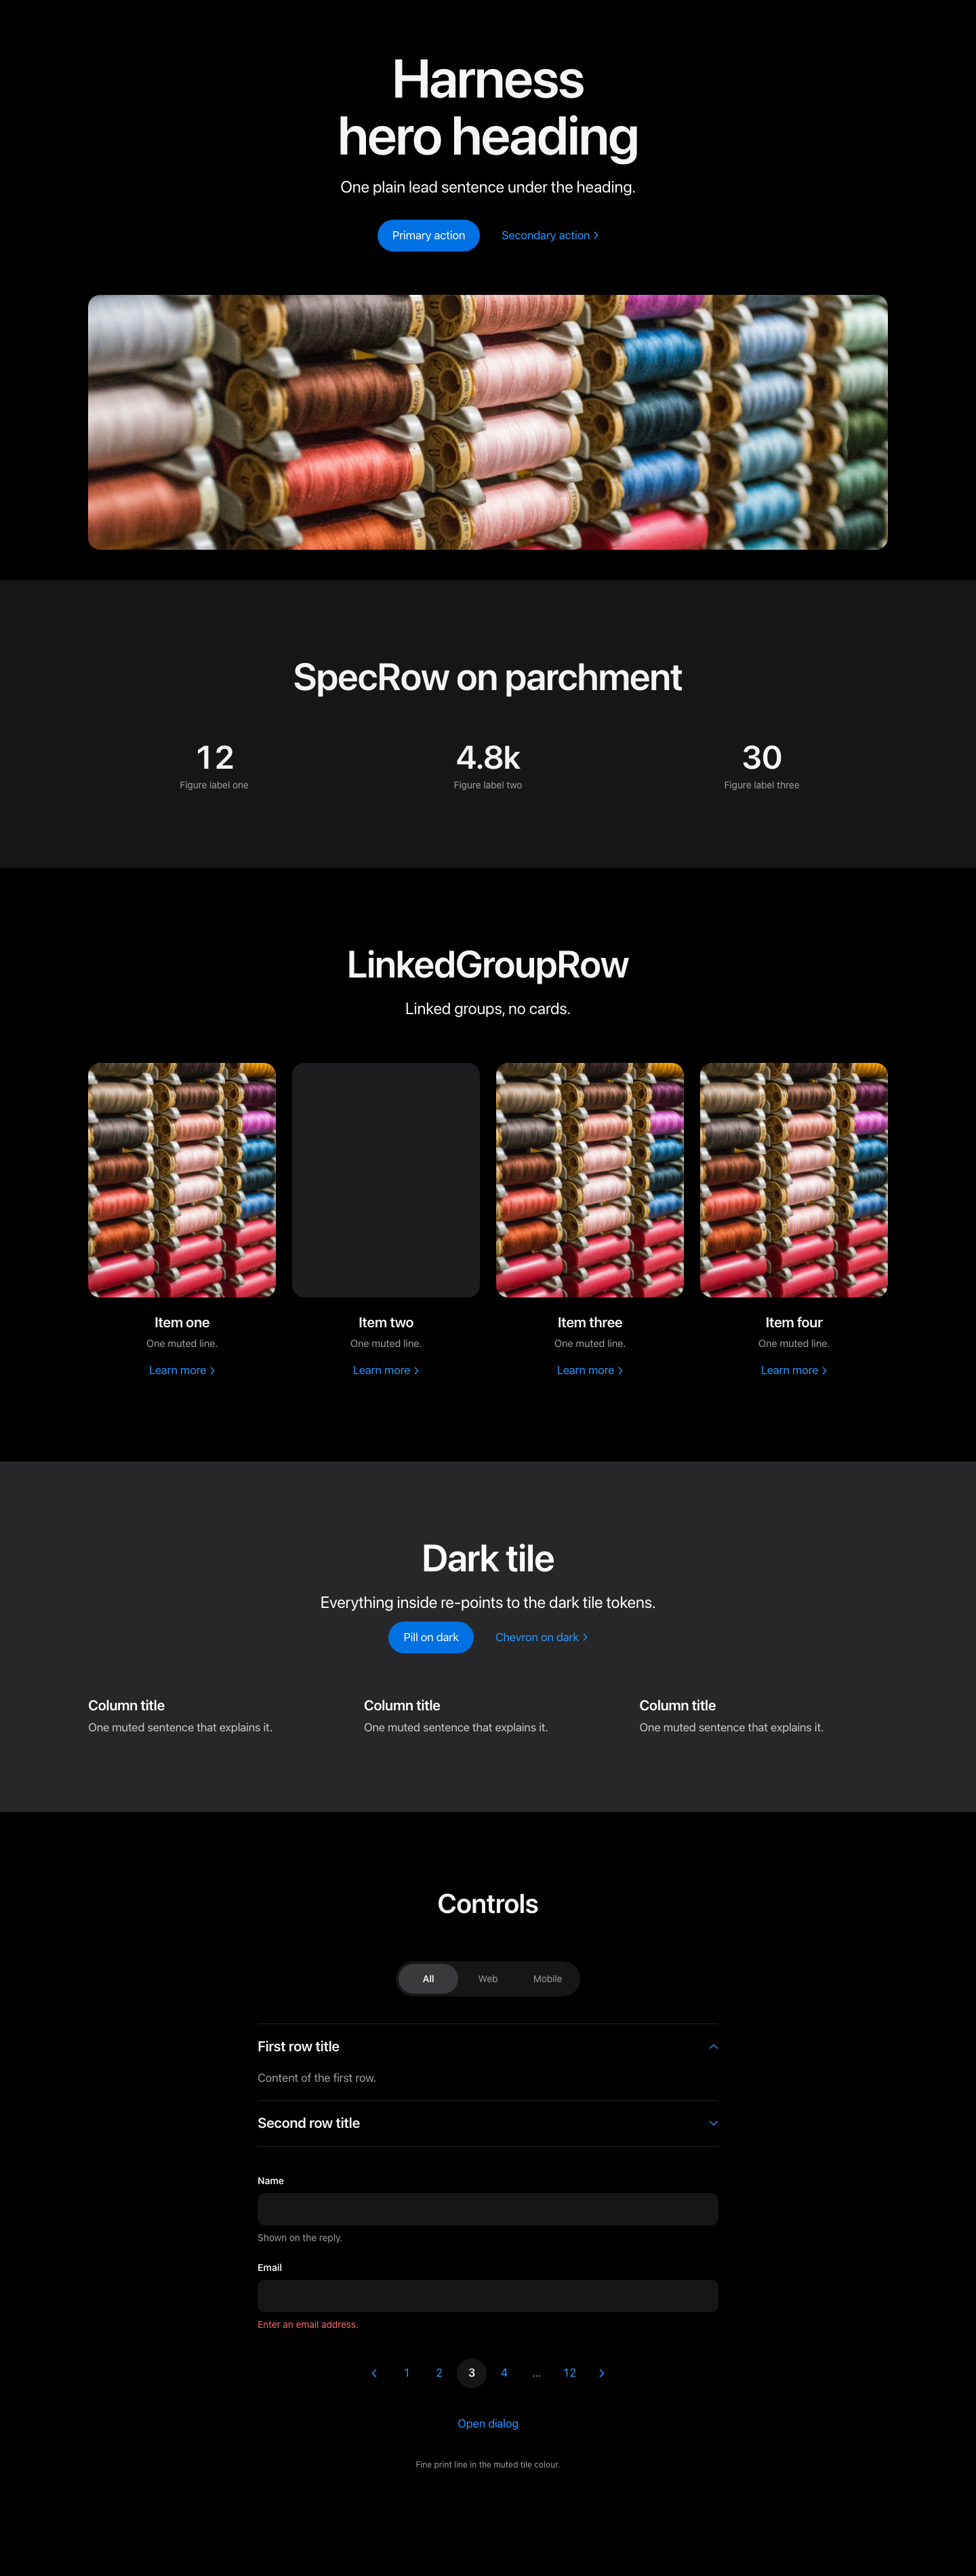 Harness
hero heading
One plain lead sentence under the heading.
Primary action
Secondary action
SpecRow on parchment
12
4.8k
30
Figure label one
Figure label two
Figure label three
LinkedGroupRow
Linked groups, no cards.
Item one
Item two
Item three
Item four
One muted line.
One muted line.
One muted line.
One muted line.
Learn more
Learn more
Learn more
Learn more
Dark tile
Everything inside re-points to the dark tile tokens.
Pill on dark
Chevron on dark
Column title
Column title
Column title
One muted sentence that explains it.
One muted sentence that explains it.
One muted sentence that explains it.
Controls
All
Web
Mobile
First row title
Content of the first row.
Second row title
Name
Shown on the reply.
Email
Enter an email address.
1 2 3 4 … 12
Open dialog
Fine print line in the muted tile colour.